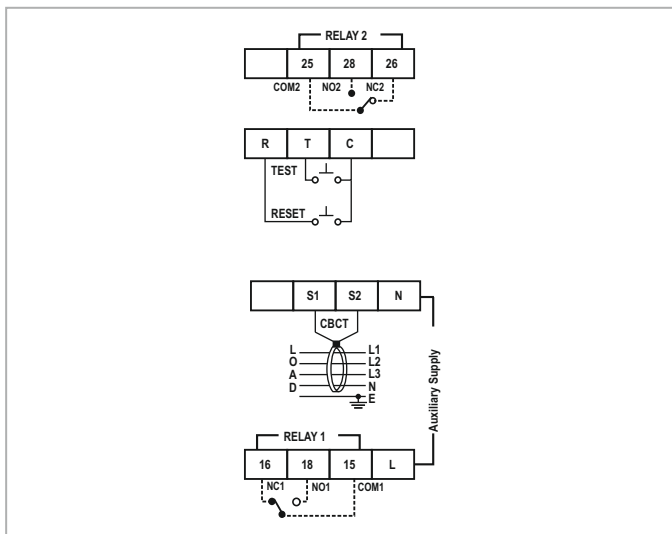 RELAY 2
25 28 26
COM2 NO2 NC2
R T C
TEST
RESET
S1 S2 N
CBCT
L L1
O L2
A L3
D N
E
Auxiliary Supply
RELAY 1
16 18 15 L
NC1 NO1 COM1